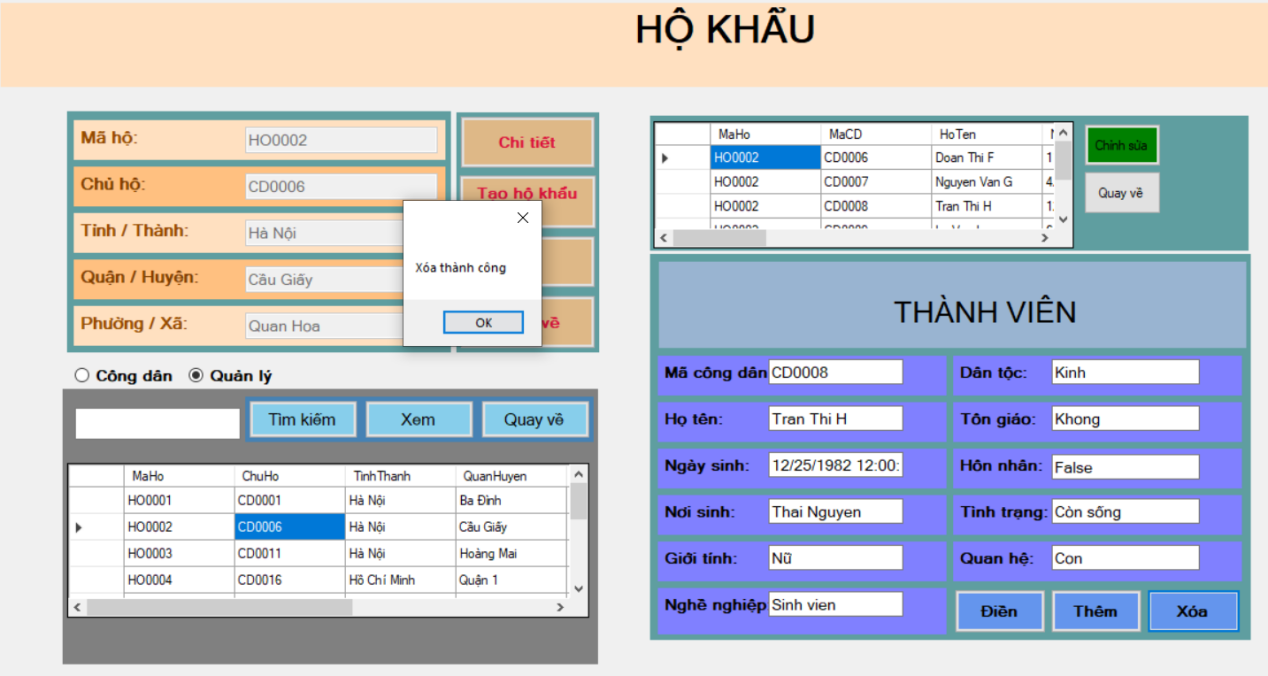 HỘ KHẨU
Mã hộ: HO0002
Chủ hộ: CD0006
Tỉnh / Thành: Hà Nội
Quận / Huyện: Cầu Giấy
Phường / Xã: Quan Hoa
Chi tiết
Tạo hộ khẩu
về
Xóa thành công
OK
Công dân Quản lý
Tìm kiếm Xem Quay về
MaHo ChuHo TinhThanh QuanHuyen
HO0001 CD0001 Hà Nội Ba Đình
HO0002 CD0006 Hà Nội Cầu Giấy
HO0003 CD0011 Hà Nội Hoàng Mai
HO0004 CD0016 Hồ Chí Minh Quận 1
MaHo MaCD HoTen
HO0002 CD0006 Doan Thi F 1
HO0002 CD0007 Nguyen Van G 4
HO0002 CD0008 Tran Thi H 1
Chỉnh sửa
Quay về
THÀNH VIÊN
Mã công dân CD0008 Dân tộc: Kinh
Họ tên: Tran Thi H Tôn giáo: Khong
Ngày sinh: 12/25/1982 12:00: Hôn nhân: False
Nơi sinh: Thai Nguyen Tình trạng: Còn sống
Giới tính: Nữ Quan hệ: Con
Nghề nghiệp Sinh vien
Điền Thêm Xóa